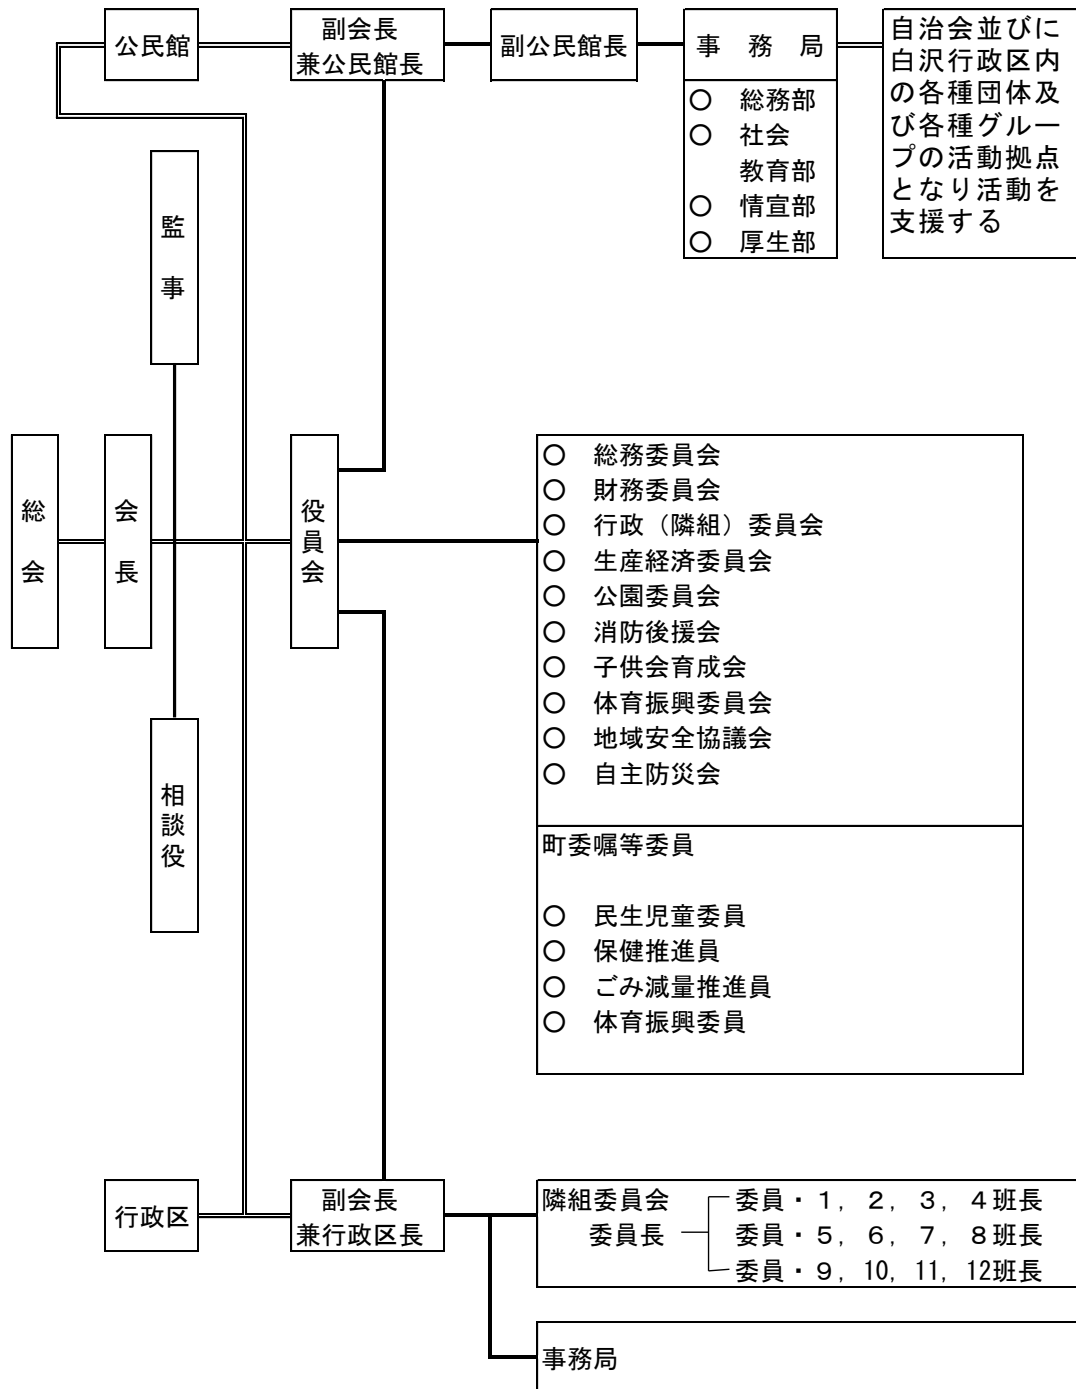 公民館
副会長
兼公民館長
副公民館長
事務局
○ 総務部
○ 社会
教育部
○ 情宣部
○ 厚生部
自治会並びに
白沢行政区内
の各種団体及
び各種グルー
プの活動拠点
となり活動を
支援する
監事
総会
会長
役員会
○ 総務委員会
○ 財務委員会
○ 行政（隣組）委員会
○ 生産経済委員会
○ 公園委員会
○ 消防後援会
○ 子供会育成会
○ 体育振興委員会
○ 地域安全協議会
○ 自主防災会
相談役
町委嘱等委員
○ 民生児童委員
○ 保健推進員
○ ごみ減量推進員
○ 体育振興委員
行政区
副会長
兼行政区長
隣組委員会
委員長
委員・１，２，３，４班長
委員・５，６，７，８班長
委員・９，10，11，12班長
事務局